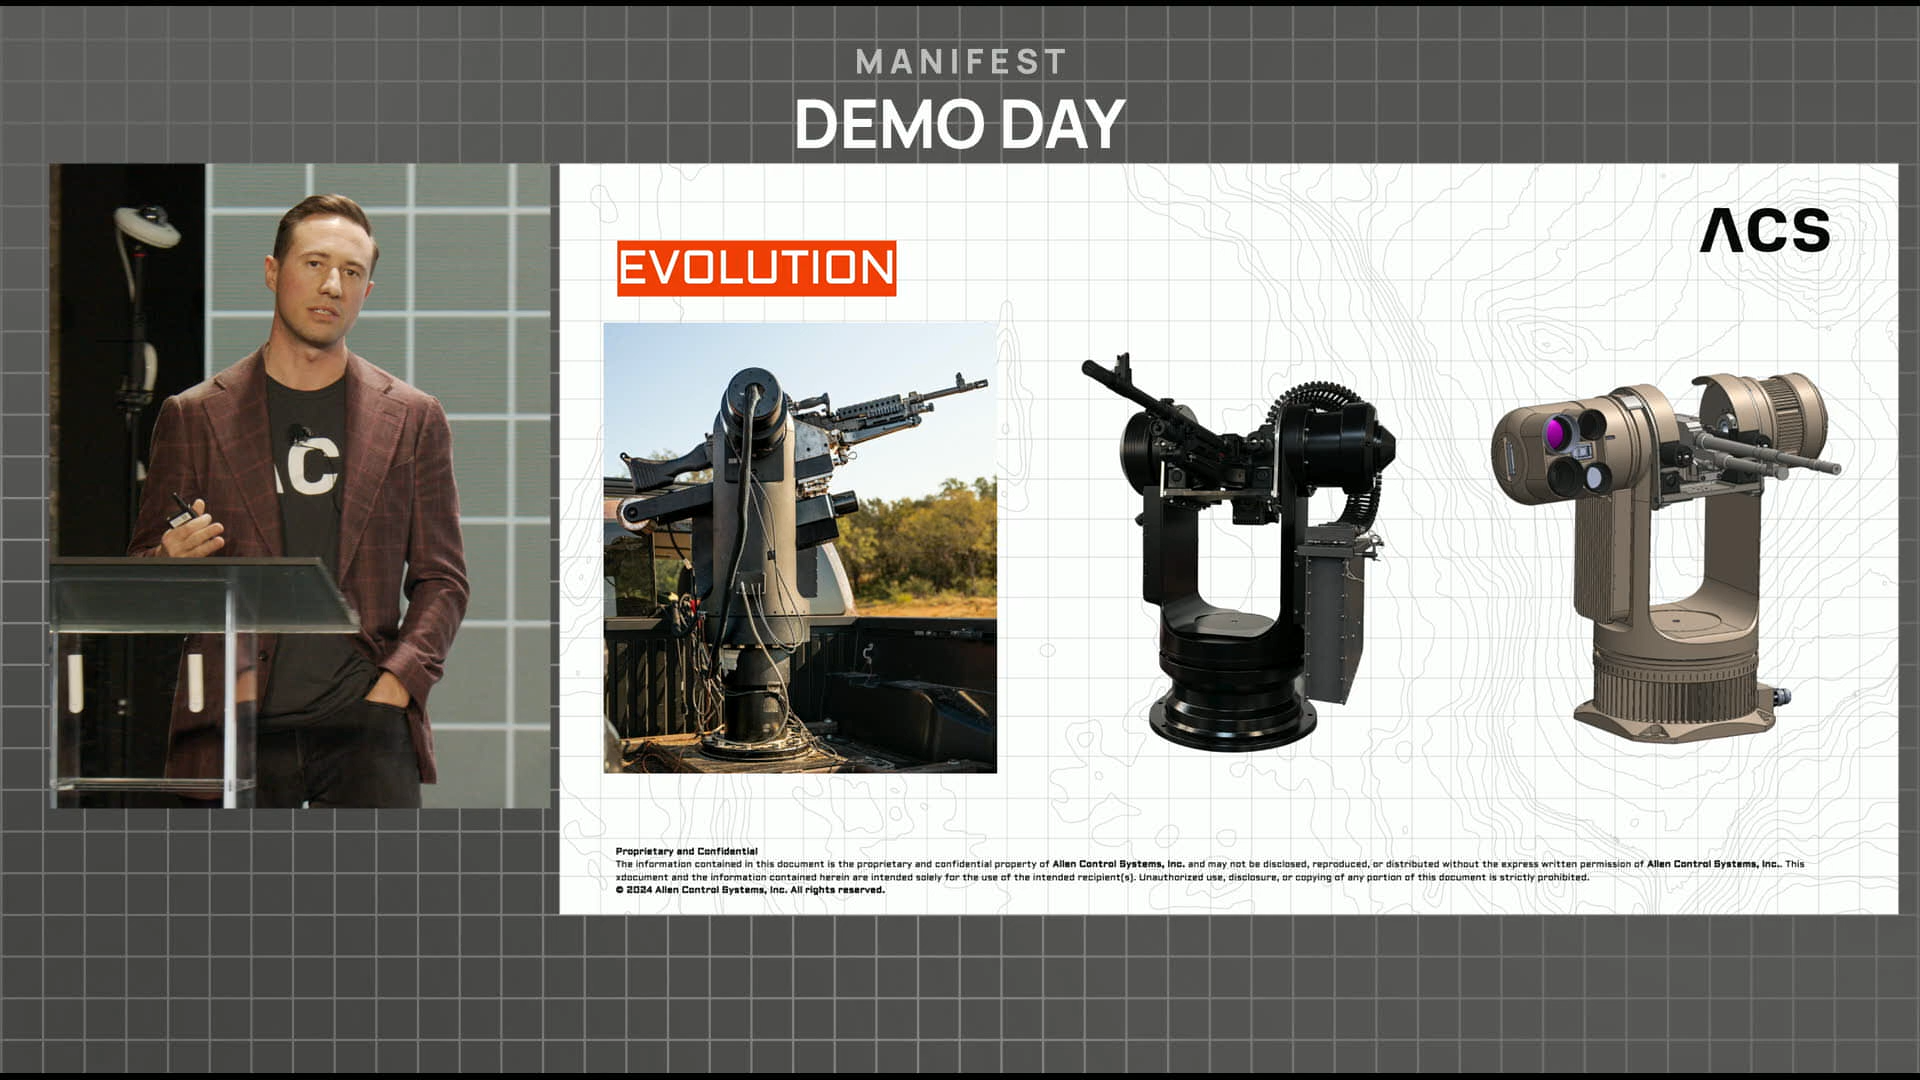 MANIFEST
DEMO DAY
ACS
EVOLUTION
AC
Proprietary and Confidential
The information contained in this document is the proprietary and confidential property of Allen Control Systems, Inc. and may not be disclosed, reproduced, or distributed without the express written permission of Allen Control Systems, Inc.. This
xdocument and the information contained herein are intended solely for the use of the intended recipient(s). Unauthorized use, disclosure, or copying of any portion of this document is strictly prohibited.
© 2024 Allen Control Systems, Inc. All rights reserved.